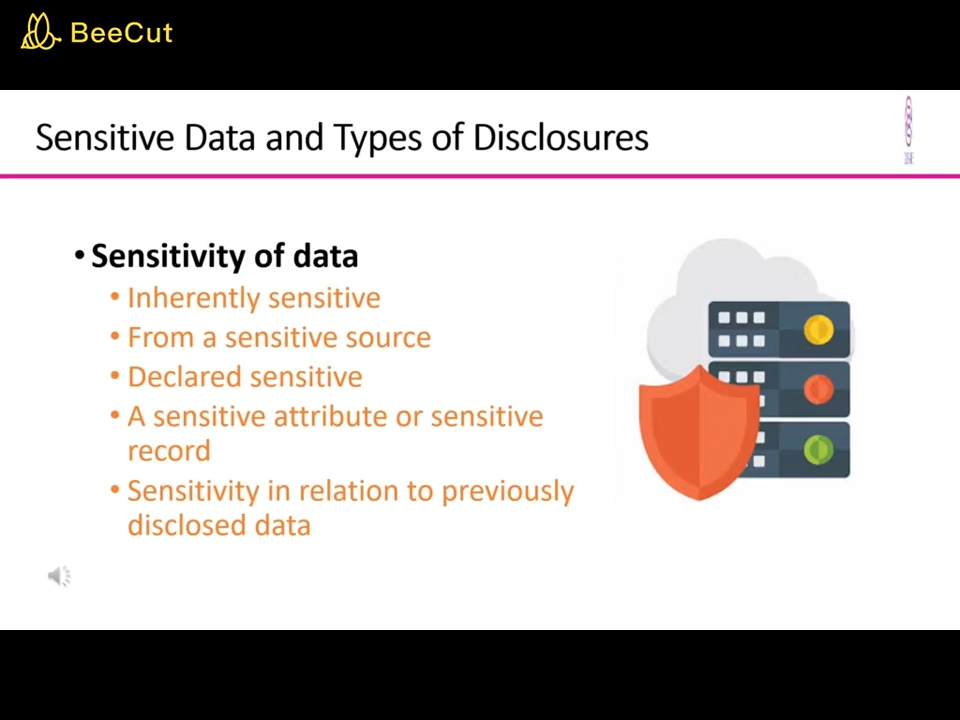 BeeCut
Sensitive Data and Types of Disclosures
• Sensitivity of data
• Inherently sensitive
• From a sensitive source
• Declared sensitive
• A sensitive attribute or sensitive
record
• Sensitivity in relation to previously
disclosed data